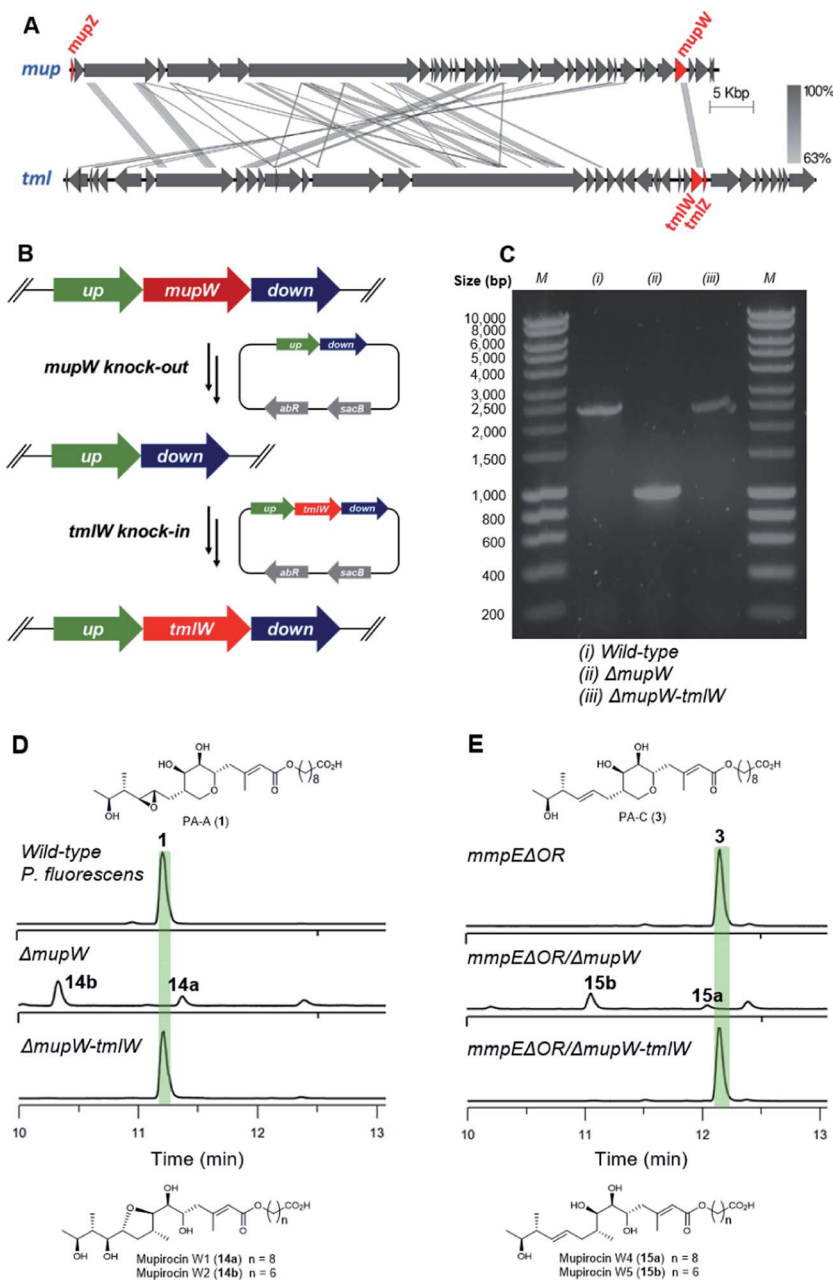 A
mupZ
mupW
mup
5 Kbp
100%
63%
tml
tmlW
tmlZ
B
up mupW down
mupW knock-out
up down
abR sacB
up down
tmlW knock-in
up tmlW down
abR sacB
up tmlW down
C
Size (bp) M (i) (ii) (iii) M
10,000
8,000
6,000
5,000
4,000
3,000
2,500
2,000
1,500
1,000
800
600
400
200
(i) Wild-type
(ii) ΔmupW
(iii) ΔmupW-tmlW
D
OH
HO
O
O
O
CO₂H
8
O
OH
PA-A (1)
Wild-type
P. fluorescens
1
ΔmupW
14b
14a
ΔmupW-tmlW
10 11 12 13
Time (min)
OH
O
O
CO₂H
n
O
OH
OH OH
Mupirocin W1 (14a) n = 8
Mupirocin W2 (14b) n = 6
E
OH
HO
O
O
CO₂H
8
O
OH
PA-C (3)
mmpEΔOR
3
mmpEΔOR/ΔmupW
15b
15a
mmpEΔOR/ΔmupW-tmlW
10 11 12 13
Time (min)
OH
HO
O
CO₂H
n
O
OH
OH
Mupirocin W4 (15a) n = 8
Mupirocin W5 (15b) n = 6